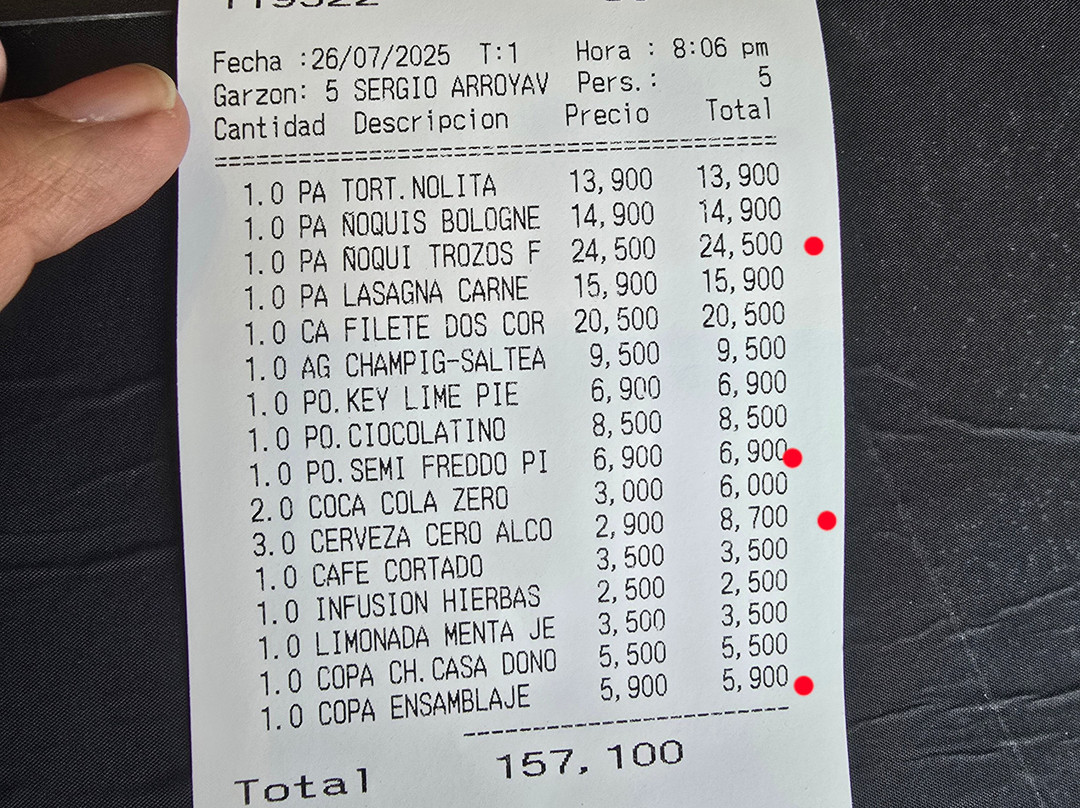 Fecha :26/07/2025 T:1 Hora : 8:06 pm
Garzon: 5 SERGIO ARROYAV Pers.: 5
Cantidad Descripcion Precio Total
1.0 PA TORT.NOLITA 13,900 13,900
1.0 PA ÑOQUIS BOLOGNE 14,900 14,900
1.0 PA ÑOQUI TROZOS F 24,500 24,500
1.0 PA LASAGNA CARNE 15,900 15,900
1.0 CA FILETE DOS COR 20,500 20,500
1.0 AG CHAMPIG-SALTEA 9,500 9,500
1.0 PO.KEY LIME PIE 6,900 6,900
1.0 PO.CIOCOLATINO 8,500 8,500
1.0 PO.SEMI FREDDO PI 6,900 6,900
2.0 COCA COLA ZERO 3,000 6,000
3.0 CERVEZA CERO ALCO 2,900 8,700
1.0 CAFE CORTADO 3,500 3,500
1.0 INFUSION HIERBAS 2,500 2,500
1.0 LIMONADA MENTA JE 3,500 3,500
1.0 COPA CH.CASA DONO 5,500 5,500
1.0 COPA ENSAMBLAJE 5,900 5,900
Total 157,100